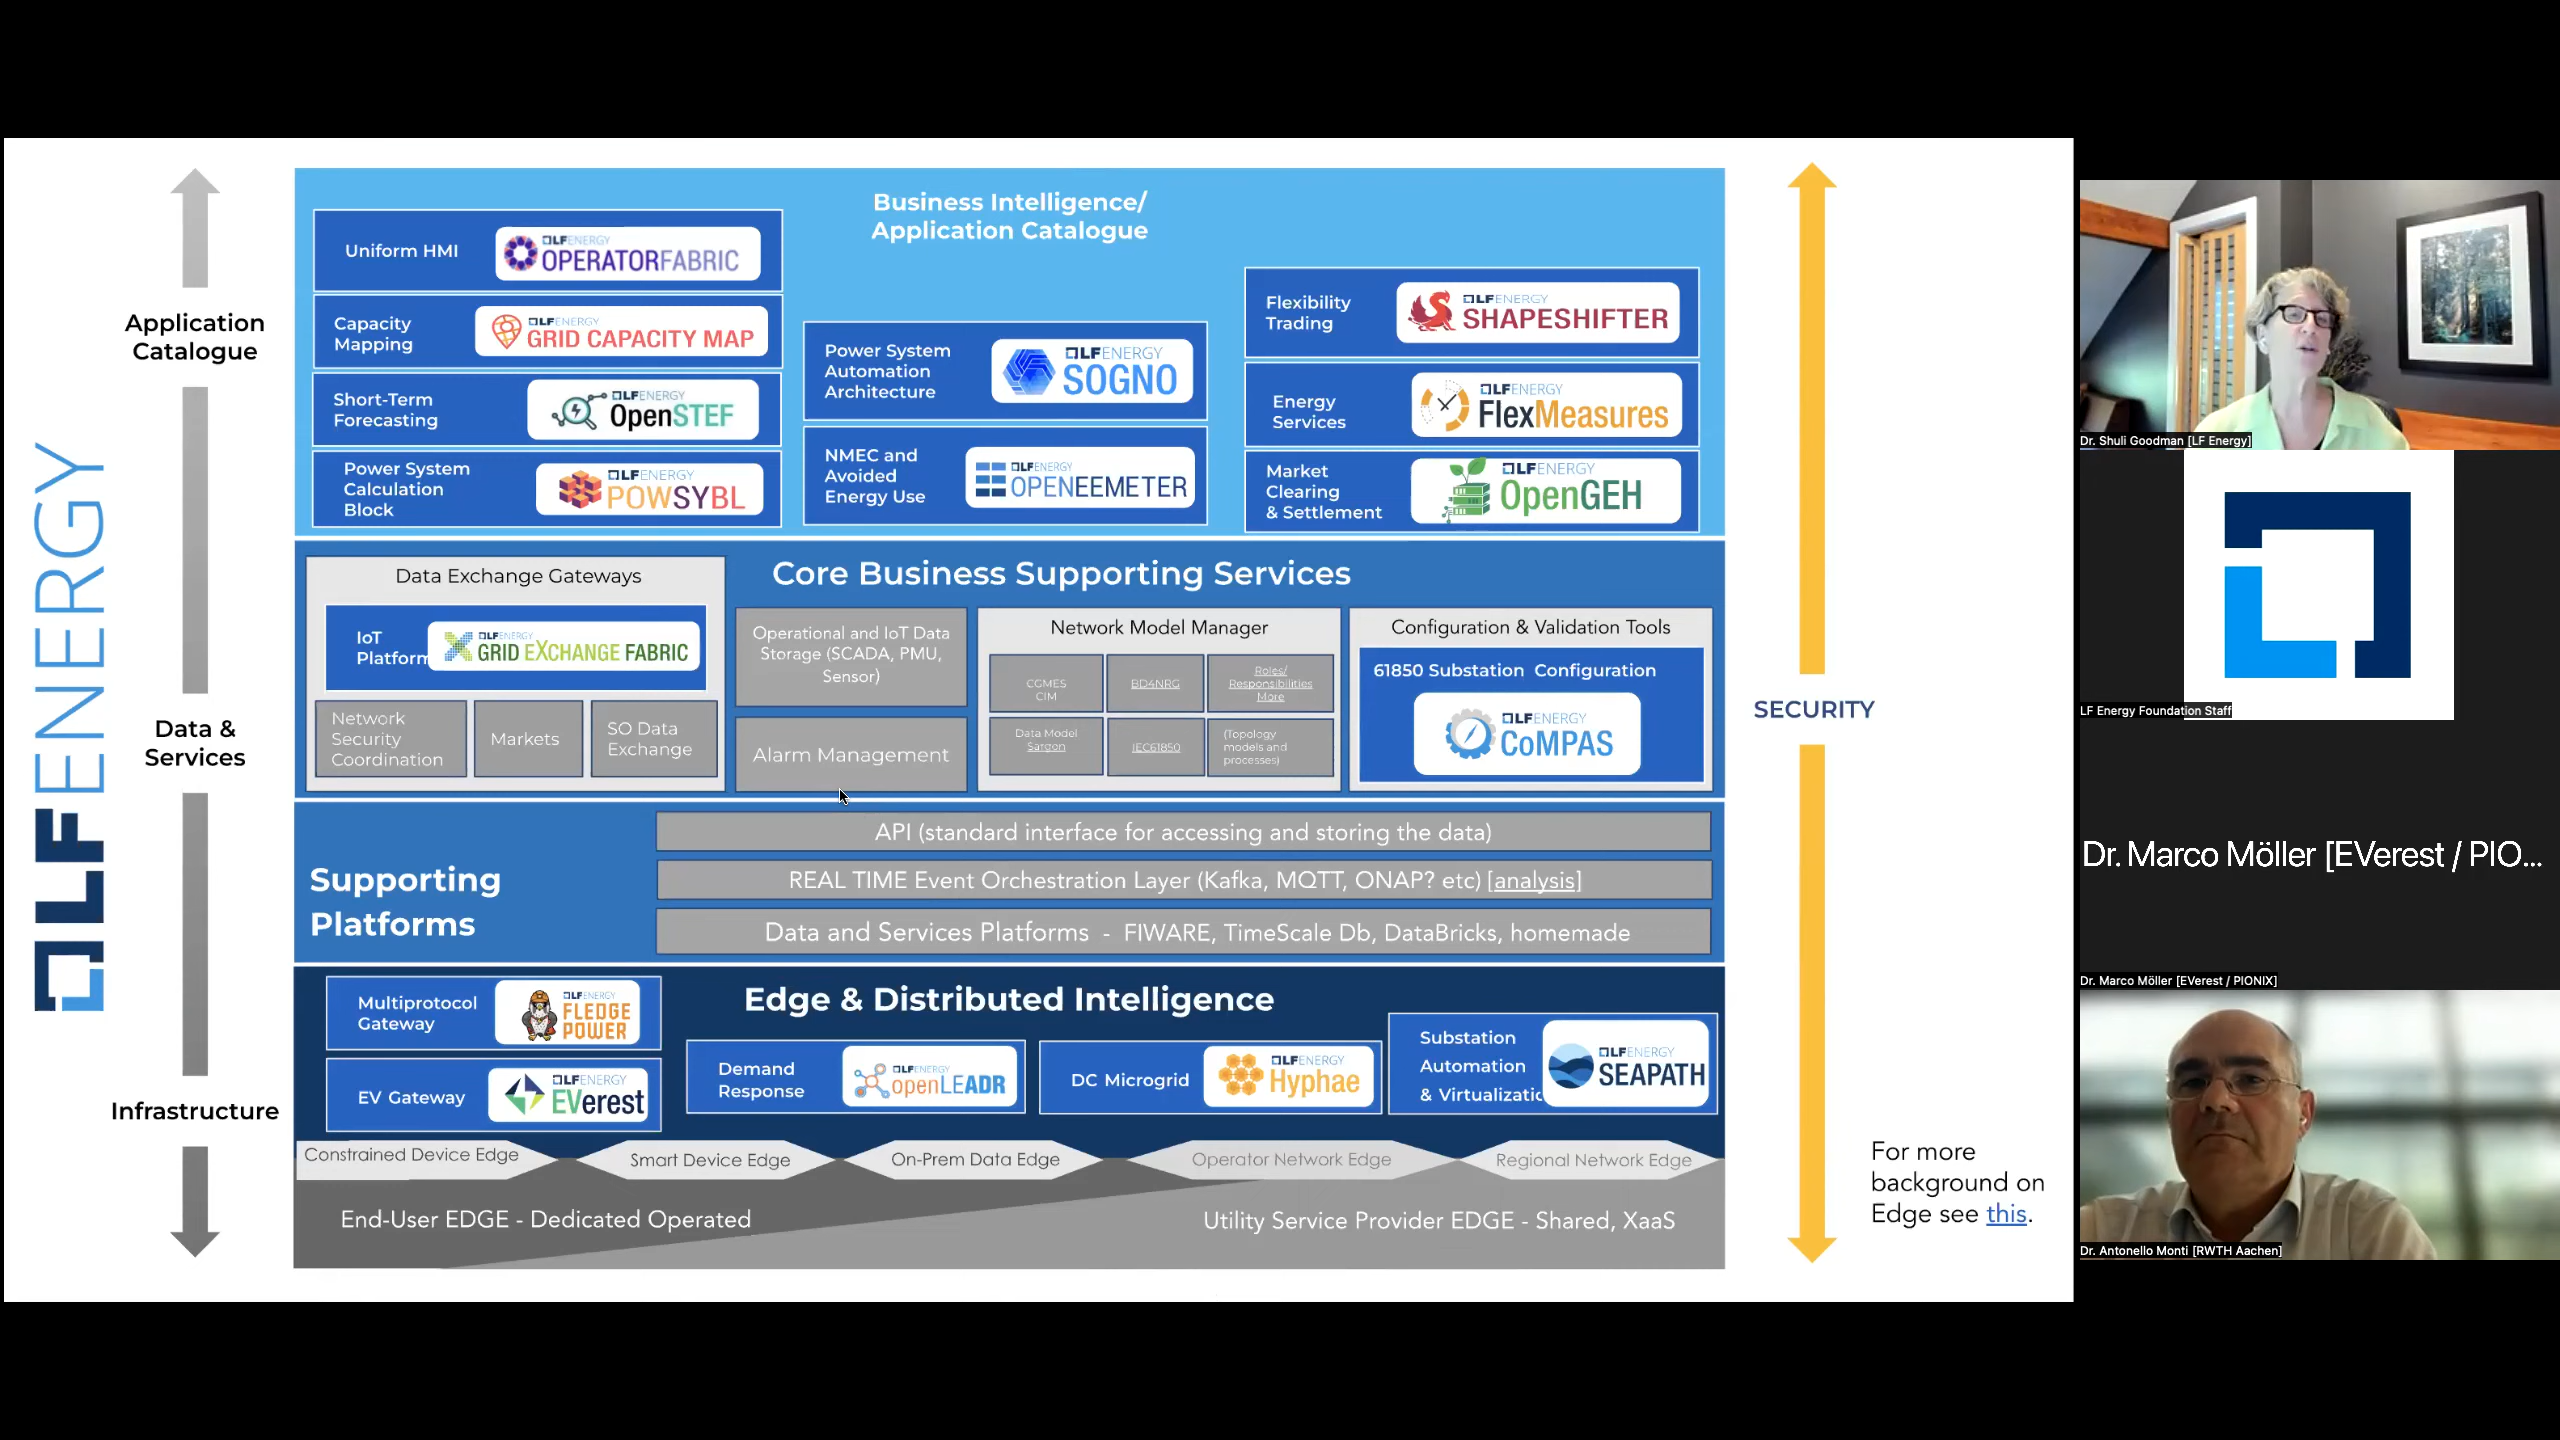 LFENERGY
Application
Catalogue
Data &
Services
Infrastructure
Business Intelligence/
Application Catalogue
Uniform HMI
LFENERGY
OPERATORFABRIC
Capacity
Mapping
LFENERGY
GRID CAPACITY MAP
Short-Term
Forecasting
LFENERGY
OpenSTEF
Power System
Calculation
Block
LFENERGY
POWSYBL
Power System
Automation
Architecture
LFENERGY
SOGNO
NMEC and
Avoided
Energy Use
LFENERGY
OPENEEMETER
Flexibility
Trading
LFENERGY
SHAPESHIFTER
Energy
Services
LFENERGY
FlexMeasures
Market
Clearing
& Settlement
LFENERGY
OpenGEH
Core Business Supporting Services
Data Exchange Gateways
IoT
Platform
LFENERGY
GRID EXCHANGE FABRIC
Network
Security
Coordination
Markets
SO Data
Exchange
Operational and IoT Data
Storage (SCADA, PMU,
Sensor)
Alarm Management
Network Model Manager
CGMES
CIM
BD4NRG
Roles/
Responsibilities
More
Data Model
Sargon
IEC61850
(Topology
models and
processes)
Configuration & Validation Tools
61850 Substation Configuration
LFENERGY
CoMPAS
Supporting
Platforms
API (standard interface for accessing and storing the data)
REAL TIME Event Orchestration Layer (Kafka, MQTT, ONAP? etc) [analysis]
Data and Services Platforms - FIWARE, TimeScale Db, DataBricks, homemade
Edge & Distributed Intelligence
Multiprotocol
Gateway
LFENERGY
FLEDGE
POWER
EV Gateway
LFENERGY
EVerest
Demand
Response
LFENERGY
openLEADR
DC Microgrid
LFENERGY
Hyphae
Substation
Automation
& Virtualizatic
LFENERGY
SEAPATH
Constrained Device Edge
Smart Device Edge
On-Prem Data Edge
Operator Network Edge
Regional Network Edge
End-User EDGE - Dedicated Operated
Utility Service Provider EDGE - Shared, XaaS
SECURITY
For more
background on
Edge see this.
Dr. Shuli Goodman [LF Energy]
LF Energy Foundation Staff
Dr. Marco Möller [EVerest / PIO...
Dr. Marco Möller [EVerest / PIONIX]
Dr. Antonello Monti [RWTH Aachen]